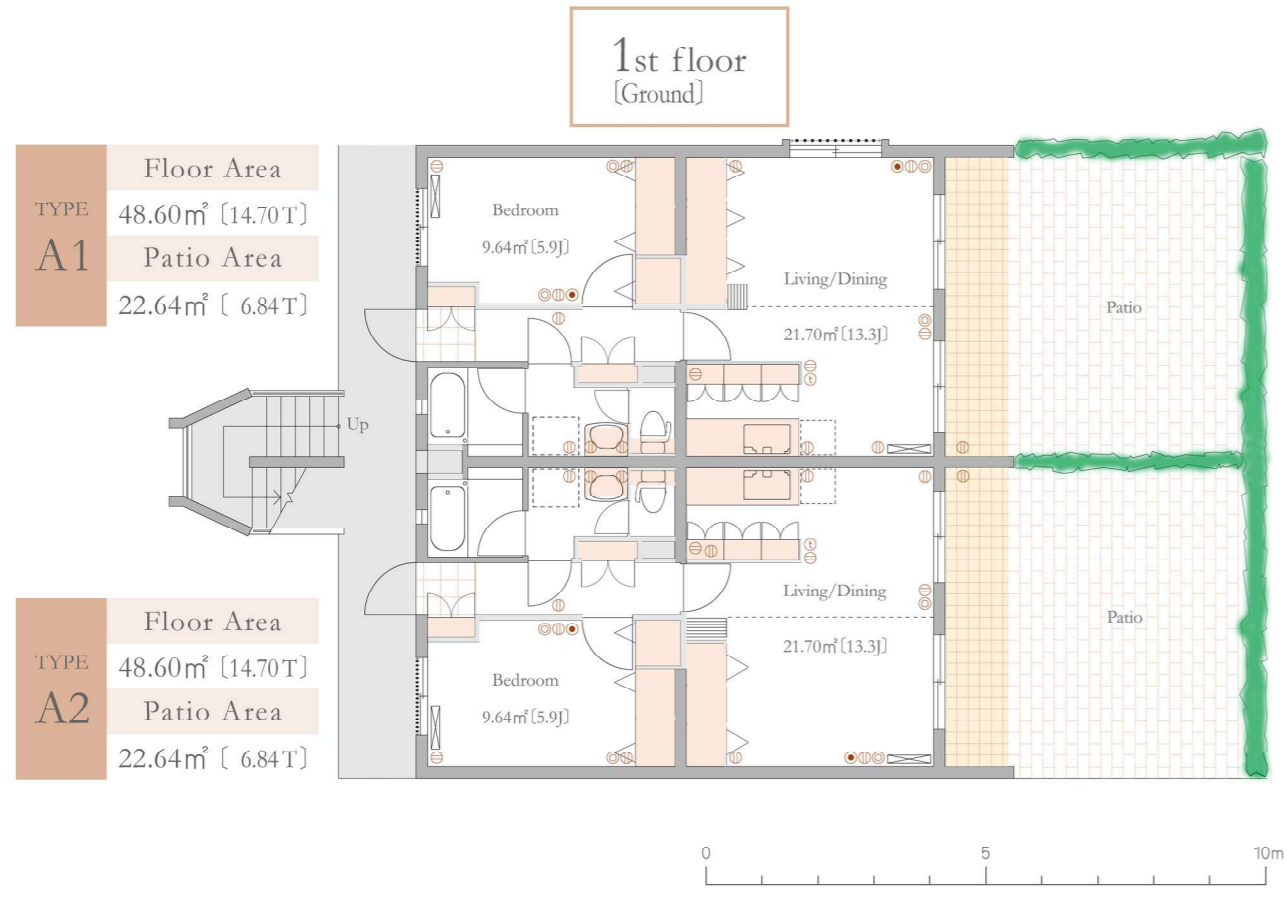 1st floor
[Ground]
TYPE
A1
Floor Area
48.60㎡ [14.70T]
Patio Area
22.64㎡ [ 6.84T]
Bedroom
9.64㎡[5.9J]
Living/Dining
21.70㎡[13.3J]
Patio
t
Up
t
Living/Dining
21.70㎡[13.3J]
Patio
Bedroom
9.64㎡[5.9J]
TYPE
A2
Floor Area
48.60㎡ [14.70T]
Patio Area
22.64㎡ [ 6.84T]
0 5 10m